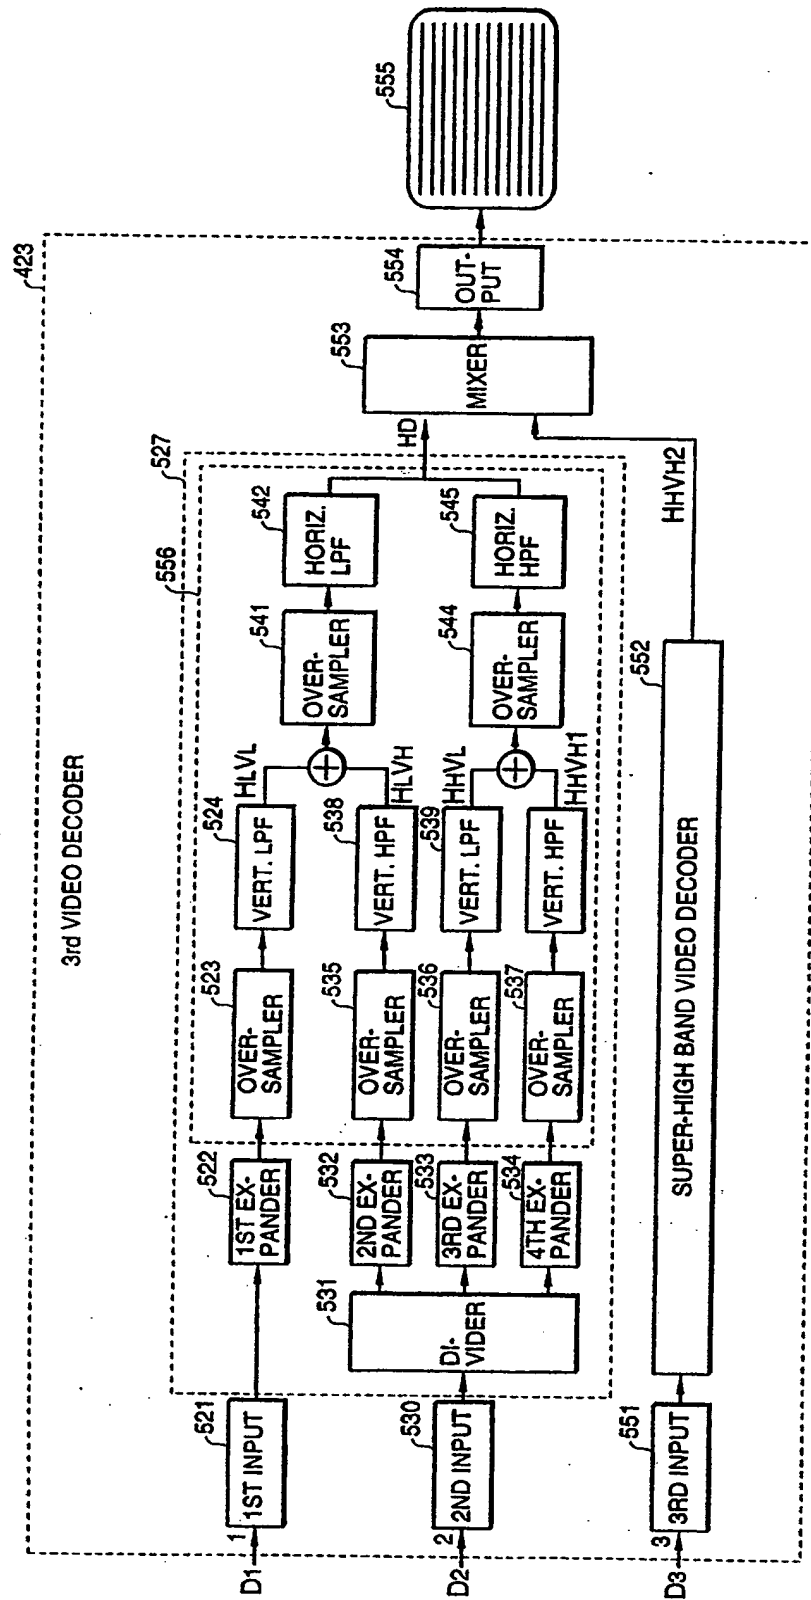 3rd VIDEO DECODER
423
D1
1
521
1ST INPUT
522
1ST EX-
PANDER
523
OVER-
SAMPLER
524
VERT. LPF
HLVL
541
OVER-
SAMPLER
542
HORIZ.
LPF
556
527
D2
2
530
2ND INPUT
531
DI-
VIDER
532
2ND EX-
PANDER
535
OVER-
SAMPLER
538
VERT. HPF
HLVH
533
3RD EX-
PANDER
536
OVER-
SAMPLER
539
VERT. LPF
HHVL
534
4TH EX-
PANDER
537
OVER-
SAMPLER
VERT. HPF
HHVH1
544
OVER-
SAMPLER
545
HORIZ.
HPF
HD
553
MIXER
554
OUT-
PUT
555
D3
3
551
3RD INPUT
552
SUPER-HIGH BAND VIDEO DECODER
HHVH2